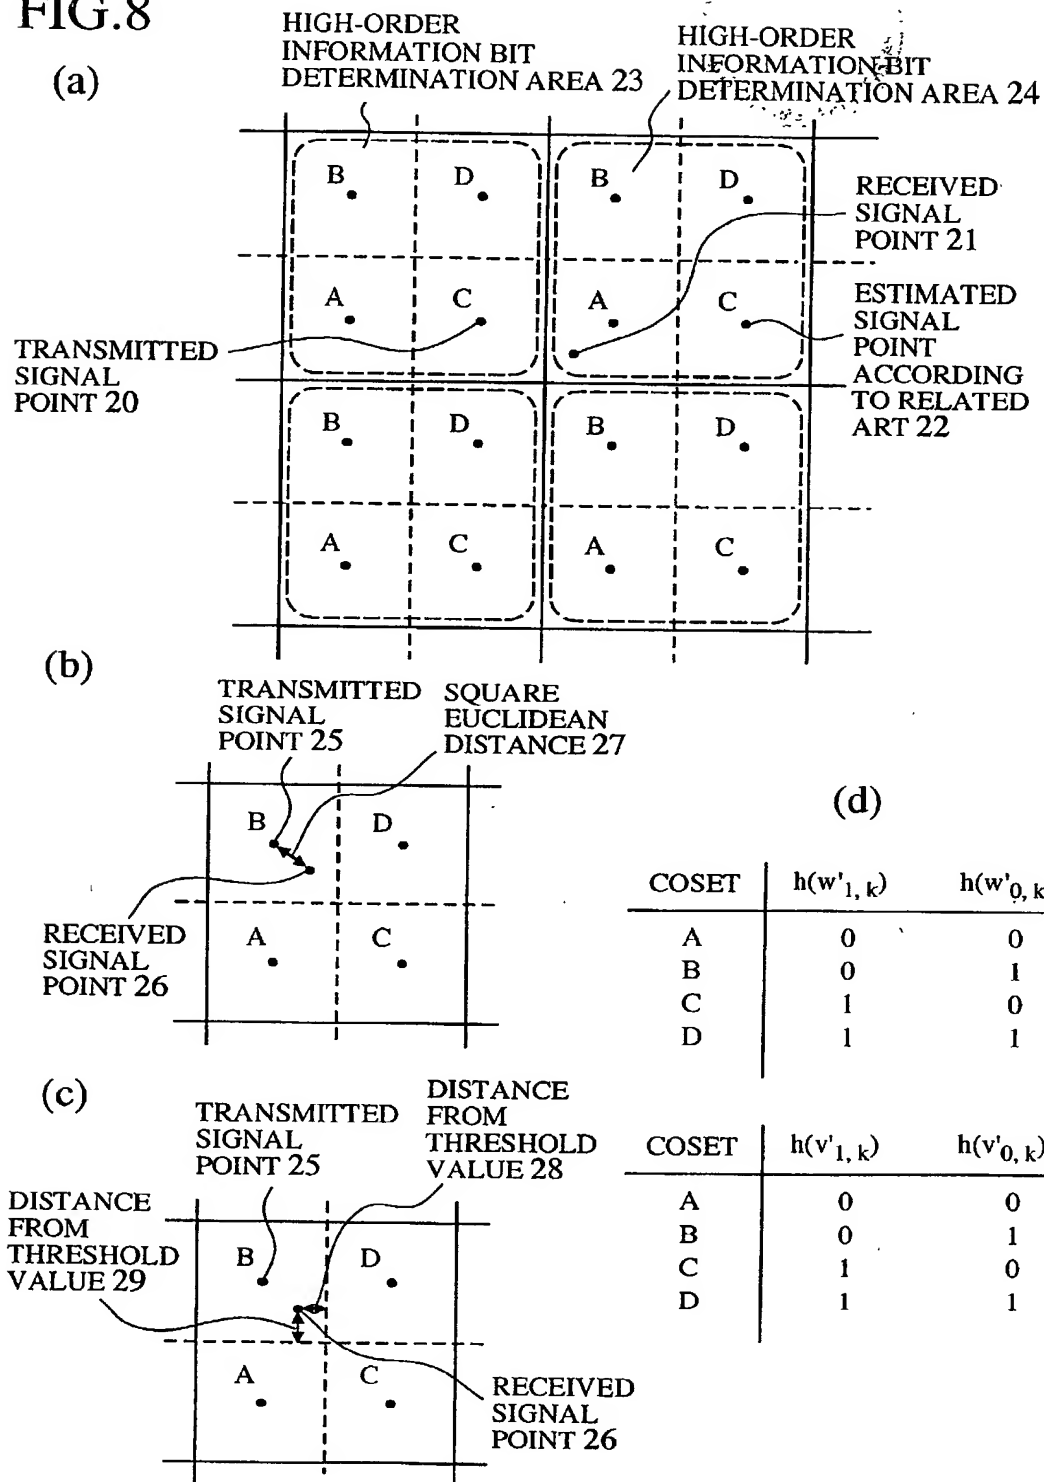 FIG.8
(a)
HIGH-ORDER
INFORMATION BIT
DETERMINATION AREA 23
HIGH-ORDER
INFORMATION BIT
DETERMINATION AREA 24
B D B D
RECEIVED
SIGNAL
POINT 21
A C A C
ESTIMATED
SIGNAL
POINT
ACCORDING
TO RELATED
ART 22
TRANSMITTED
SIGNAL
POINT 20
B D B D
A C A C
(b)
TRANSMITTED
SIGNAL
POINT 25
SQUARE
EUCLIDEAN
DISTANCE 27
B D
A C
RECEIVED
SIGNAL
POINT 26
(c)
TRANSMITTED
SIGNAL
POINT 25
DISTANCE
FROM
THRESHOLD
VALUE 28
DISTANCE
FROM
THRESHOLD
VALUE 29
B D
A C
RECEIVED
SIGNAL
POINT 26
(d)
COSET h(w'1, k) h(w'0, k
A 0 0
B 0 1
C 1 0
D 1 1
COSET h(v'1, k) h(v'0, k)
A 0 0
B 0 1
C 1 0
D 1 1